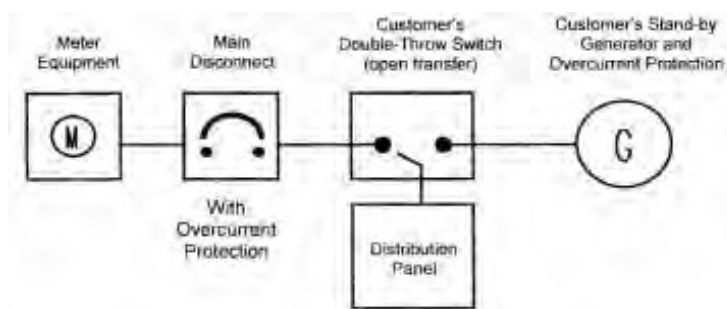 Meter
Equipment
Main
Disconnect
Customer's
Double-Throw Switch
(open transfer)
Customer's Stand-by
Generator and
Overcurrent Protection
M
G
With
Overcurrent
Protection
Distribution
Panel